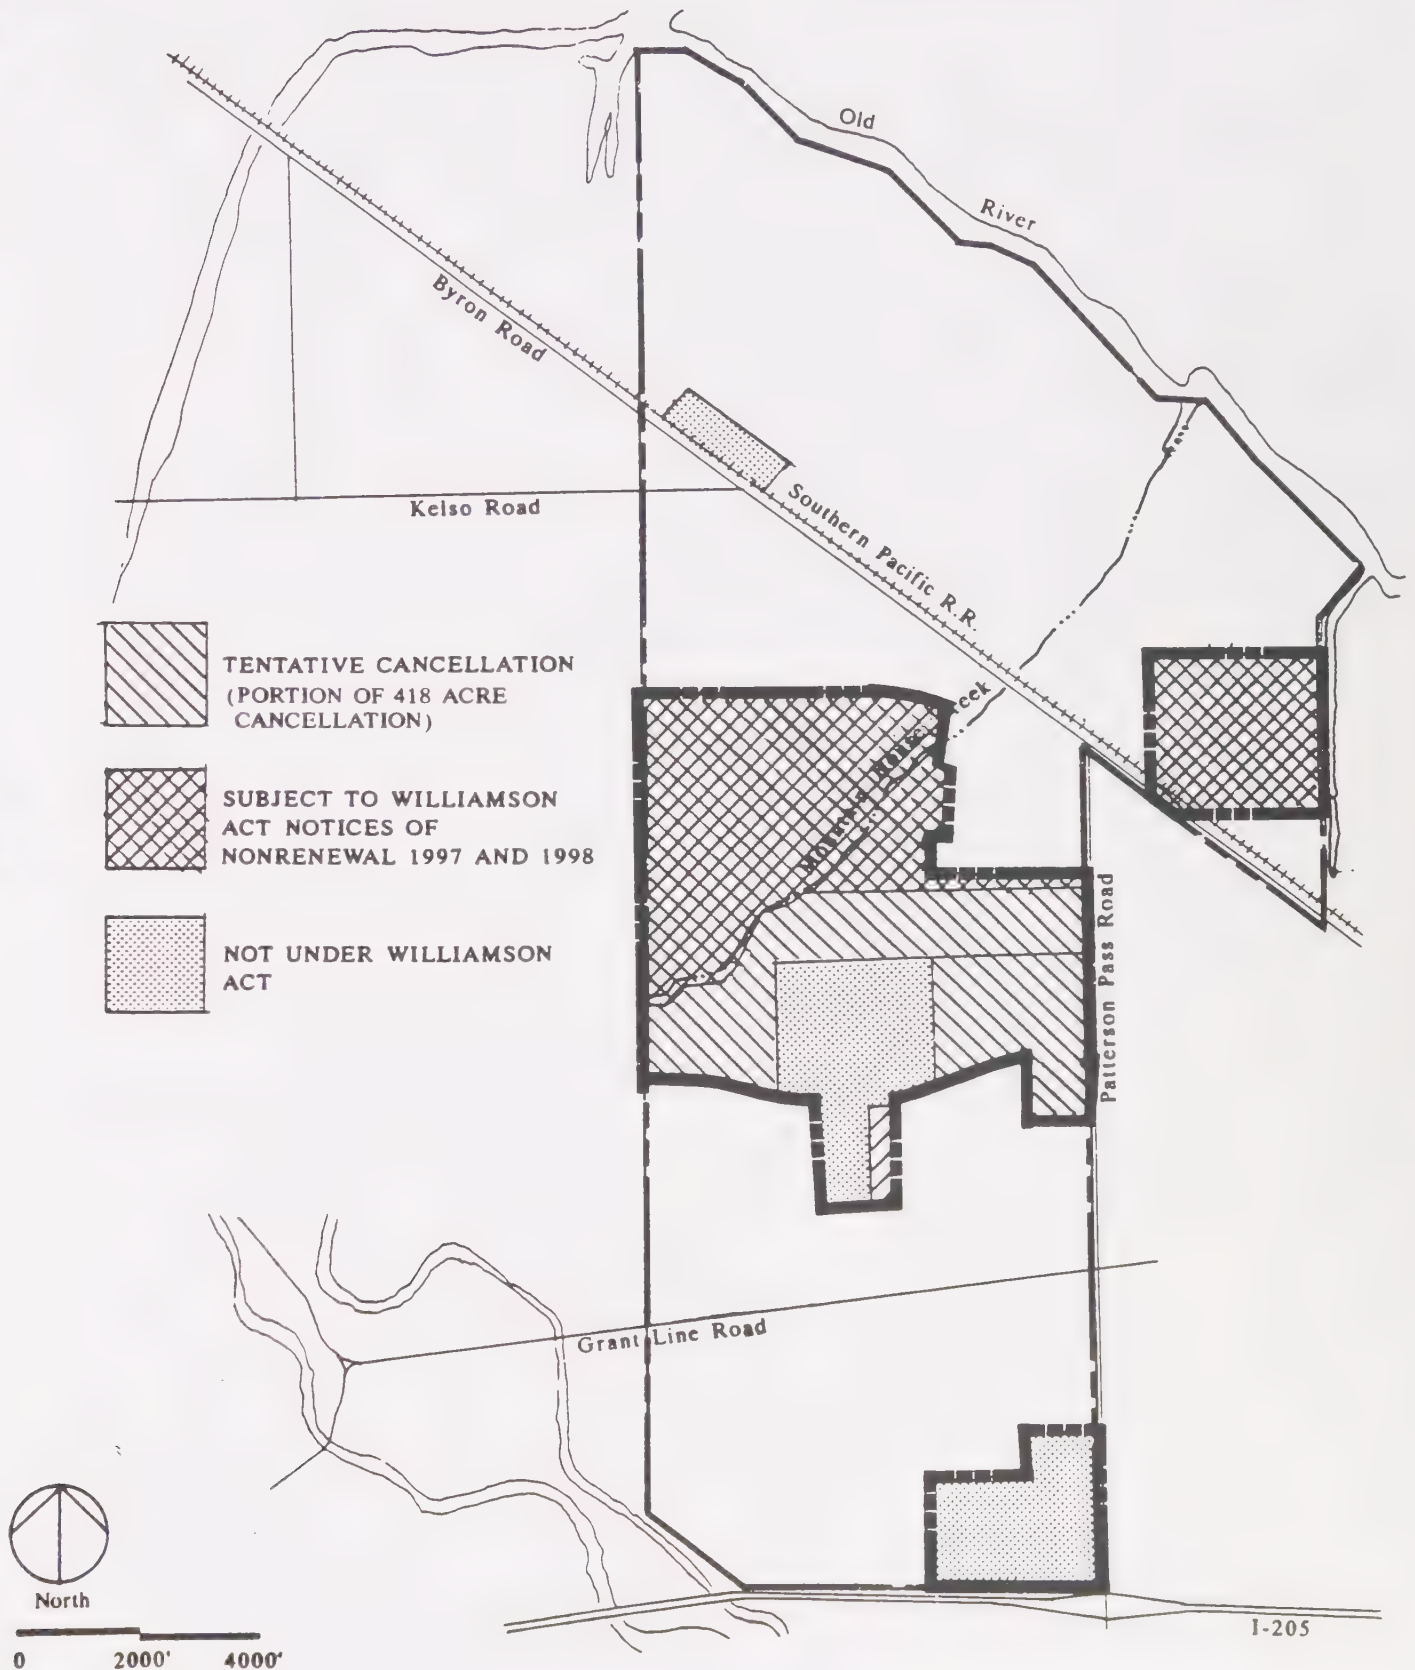 Old
River
Byron Road
Kelso Road
Southern Pacific R.R.
TENTATIVE CANCELLATION
(PORTION OF 418 ACRE
CANCELLATION)
SUBJECT TO WILLIAMSON
ACT NOTICES OF
NONRENEWAL 1997 AND 1998
NOT UNDER WILLIAMSON
ACT
Patterson Pass Road
Grant Line Road
North
0 2000' 4000'
I-205